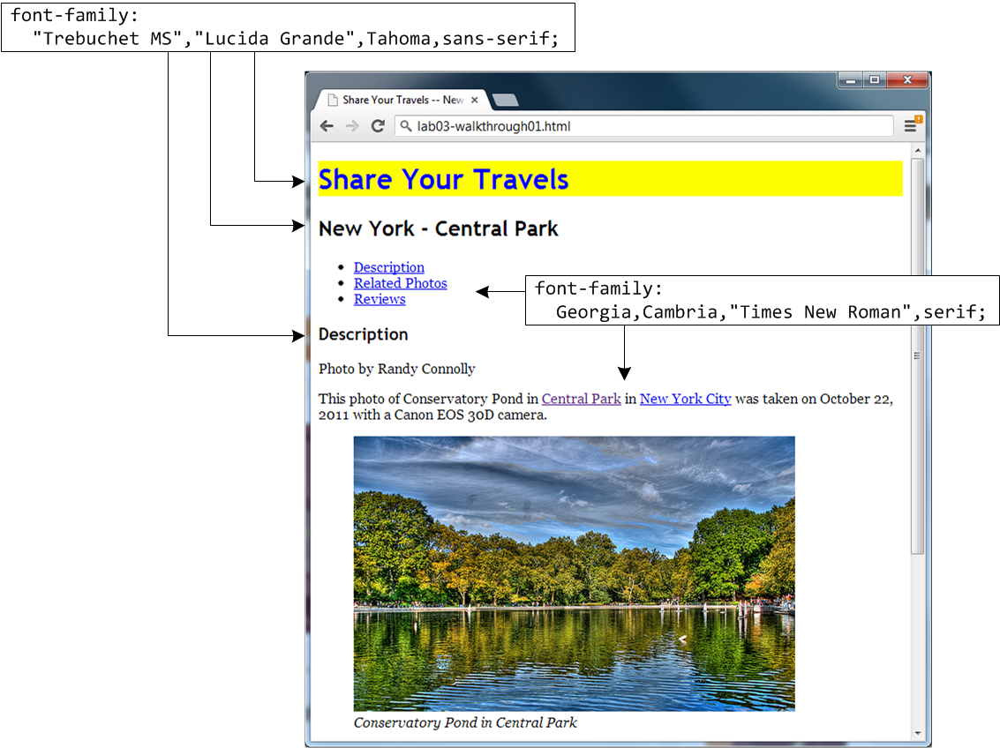 font-family:
"Trebuchet MS","Lucida Grande",Tahoma,sans-serif;
Share Your Travels -- New
lab03-walkthrough01.html
Share Your Travels
New York - Central Park
Description
Related Photos
Reviews
font-family:
Georgia,Cambria,"Times New Roman",serif;
Description
Photo by Randy Connolly
This photo of Conservatory Pond in Central Park in New York City was taken on October 22,
2011 with a Canon EOS 30D camera.
Conservatory Pond in Central Park